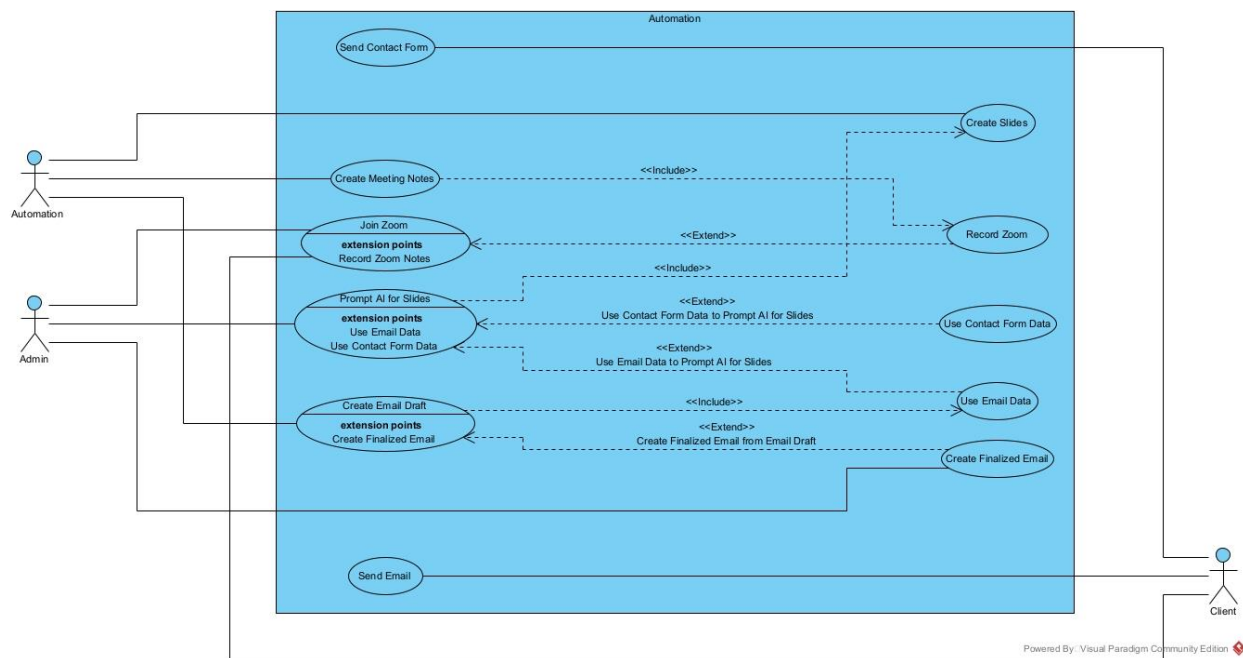 Automation
Send Contact Form
Create Slides
<<Include>>
Create Meeting Notes
Automation
Join Zoom
extension points
Record Zoom Notes
<<Extend>>
Record Zoom
<<Include>>
Prompt AI for Slides
extension points
Use Email Data
Use Contact Form Data
<<Extend>>
Use Contact Form Data to Prompt AI for Slides
Use Contact Form Data
Admin
<<Extend>>
Use Email Data to Prompt AI for Slides
Create Email Draft
extension points
Create Finalized Email
<<Include>>
Use Email Data
<<Extend>>
Create Finalized Email from Email Draft
Create Finalized Email
Send Email
Client
Powered By: Visual Paradigm Community Edition